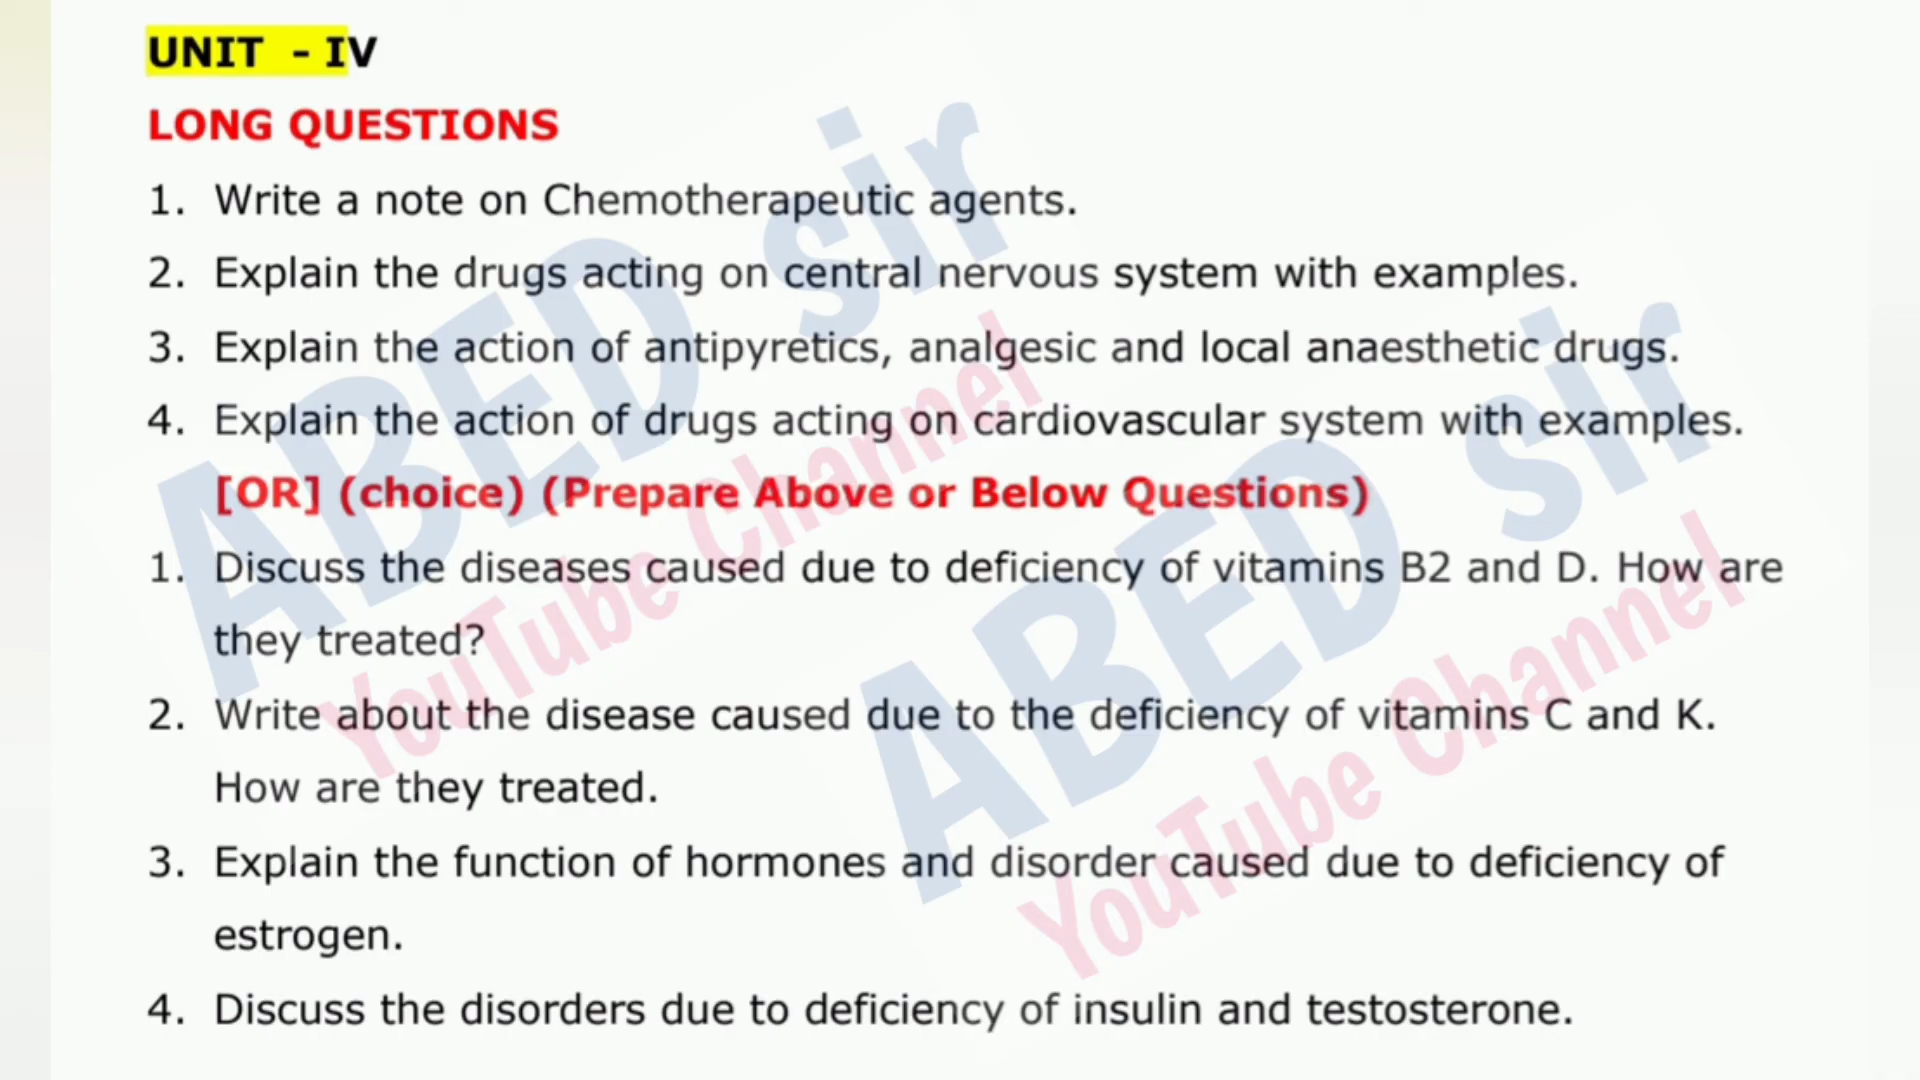 UNIT - IV
LONG QUESTIONS
1. Write a note on Chemotherapeutic agents.
2. Explain the drugs acting on central nervous system with examples.
3. Explain the action of antipyretics, analgesic and local anaesthetic drugs.
4. Explain the action of drugs acting on cardiovascular system with examples.
[OR] (choice) (Prepare Above or Below Questions)
1. Discuss the diseases caused due to deficiency of vitamins B2 and D. How are
they treated?
2. Write about the disease caused due to the deficiency of vitamins C and K.
How are they treated.
3. Explain the function of hormones and disorder caused due to deficiency of
estrogen.
4. Discuss the disorders due to deficiency of insulin and testosterone.
ABED sir
YouTube Channel
ABED sir
YouTube Channel